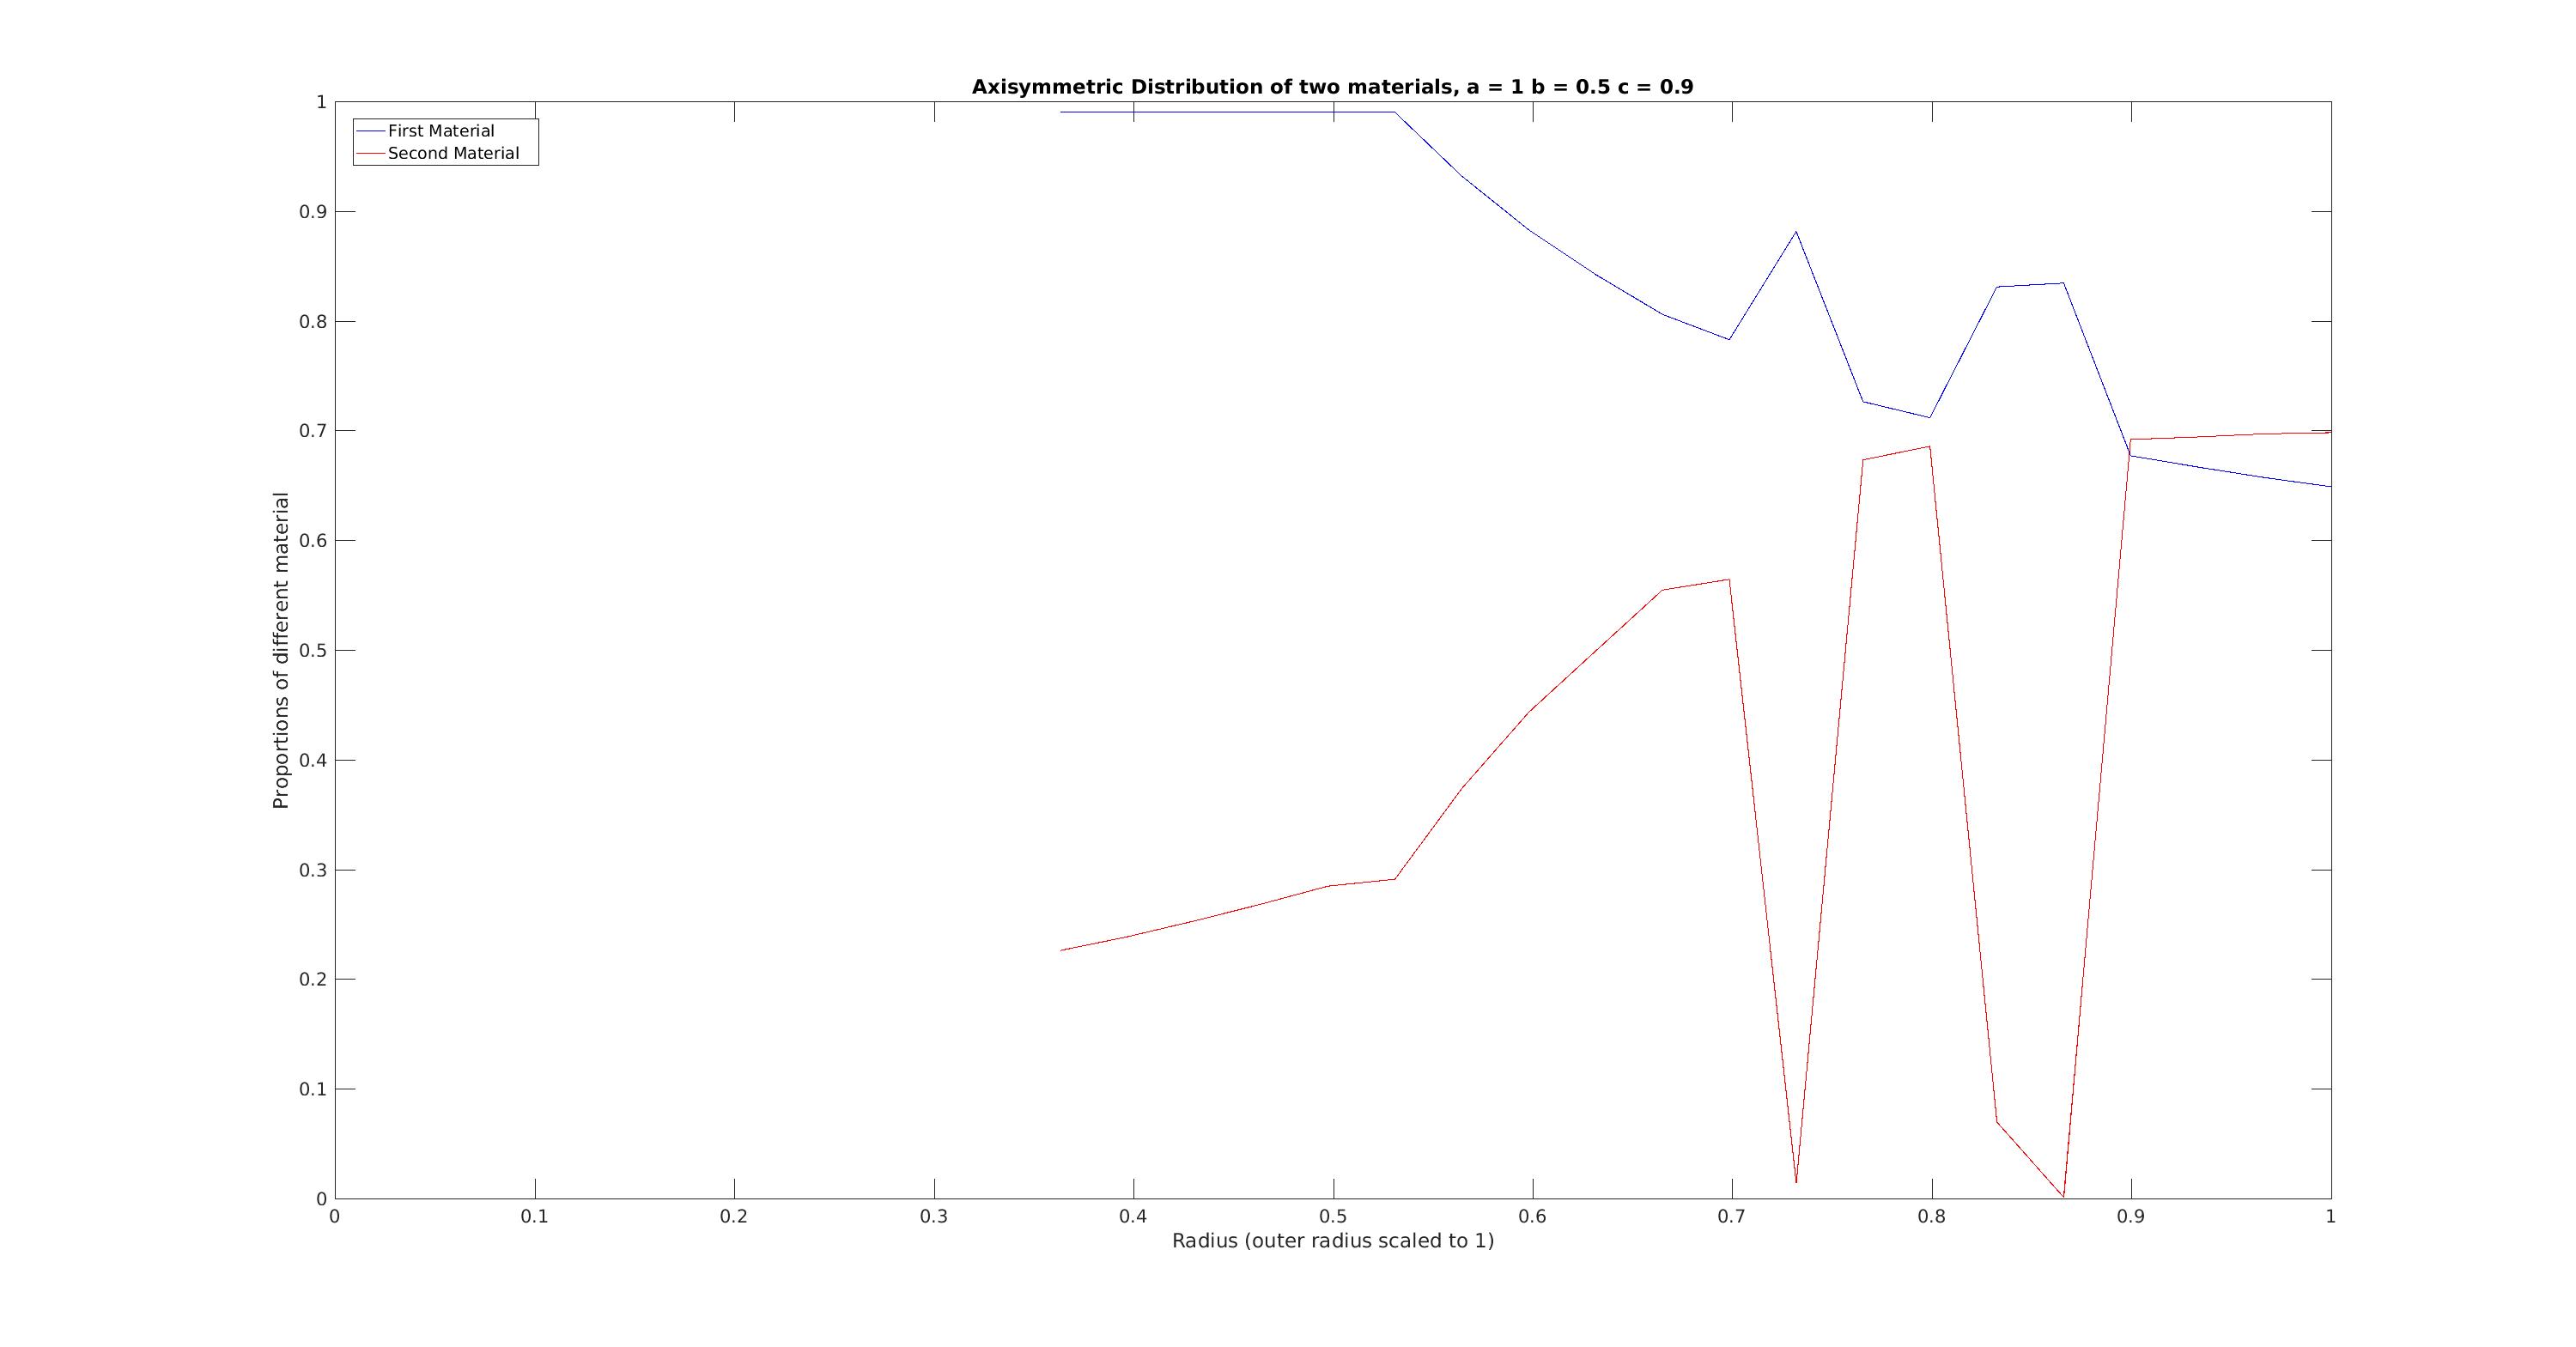 Axisymmetric Distribution of two materials, a = 1 b = 0.5 c = 0.9
First Material
Second Material
Proportions of different material
1
0.9
0.8
0.7
0.6
0.5
0.4
0.3
0.2
0.1
0
0 0.1 0.2 0.3 0.4 0.5 0.6 0.7 0.8 0.9 1
Radius (outer radius scaled to 1)